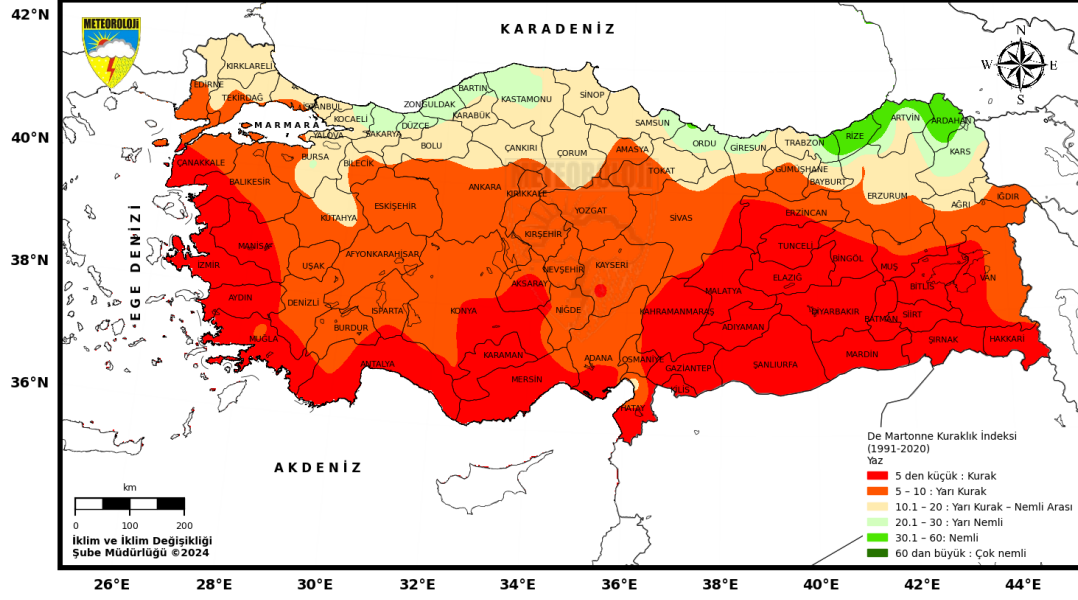 42°N
METEOROLOJİ
KARADENİZ
N
W
E
S
KIRKLARELİ
EDİRNE
TEKİRDAĞ
İSTANBUL
KOCAELİ
YALOVA
MARMARA
SAKARYA
DÜZCE
ZONGULDAK
BARTIN
KARABÜK
KASTAMONU
SİNOP
SAMSUN
ORDU
GİRESUN
TRABZON
RİZE
ARTVİN
ARDAHAN
KARS
40°N
ÇANAKKALE
BALIKESİR
BURSA
BİLECİK
BOLU
ÇANKIRI
ÇORUM
AMASYA
TOKAT
GÜMÜŞHANE
BAYBURT
ERZURUM
AĞRI
IĞDIR
METEOROLOJİ
ANKARA
KIRIKKALE
ESKİŞEHİR
KÜTAHYA
YOZGAT
SİVAS
ERZİNCAN
EGE DENİZİ
38°N
MANİSA
İZMİR
UŞAK
AFYONKARAHİSAR
KIRŞEHİR
NEVŞEHİR
KAYSERİ
TUNCELİ
BİNGÖL
MUŞ
BİTLİS
VAN
ELAZIĞ
MALATYA
AYDIN
DENİZLİ
ISPARTA
BURDUR
KONYA
AKSARAY
NİĞDE
KAHRAMANMARAŞ
ADIYAMAN
DİYARBAKIR
BATMAN
SİİRT
ŞIRNAK
HAKKARİ
MARDİN
MUĞLA
ANTALYA
KARAMAN
MERSİN
ADANA
OSMANİYE
GAZİANTEP
ŞANLIURFA
KİLİS
HATAY
36°N
AKDENİZ
De Martonne Kuraklık İndeksi
(1991-2020)
Yaz
5 den küçük : Kurak
5 – 10 : Yarı Kurak
10.1 – 20 : Yarı Kurak – Nemli Arası
20.1 – 30 : Yarı Nemli
30.1 – 60: Nemli
60 dan büyük : Çok nemli
km
0 100 200
İklim ve İklim Değişikliği
Şube Müdürlüğü ©2024
26°E 28°E 30°E 32°E 34°E 36°E 38°E 40°E 42°E 44°E